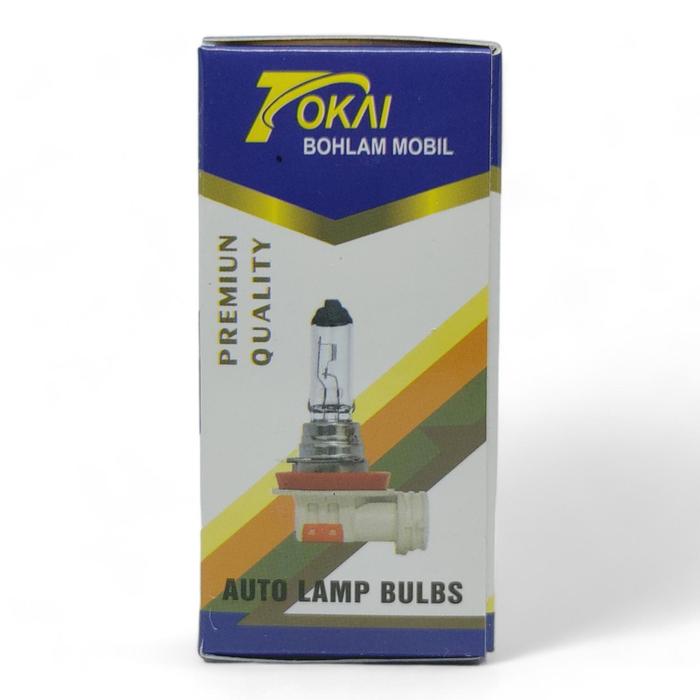 TOKAI
BOHLAM MOBIL
PREMIUN
QUALITY
AUTO LAMP BULBS